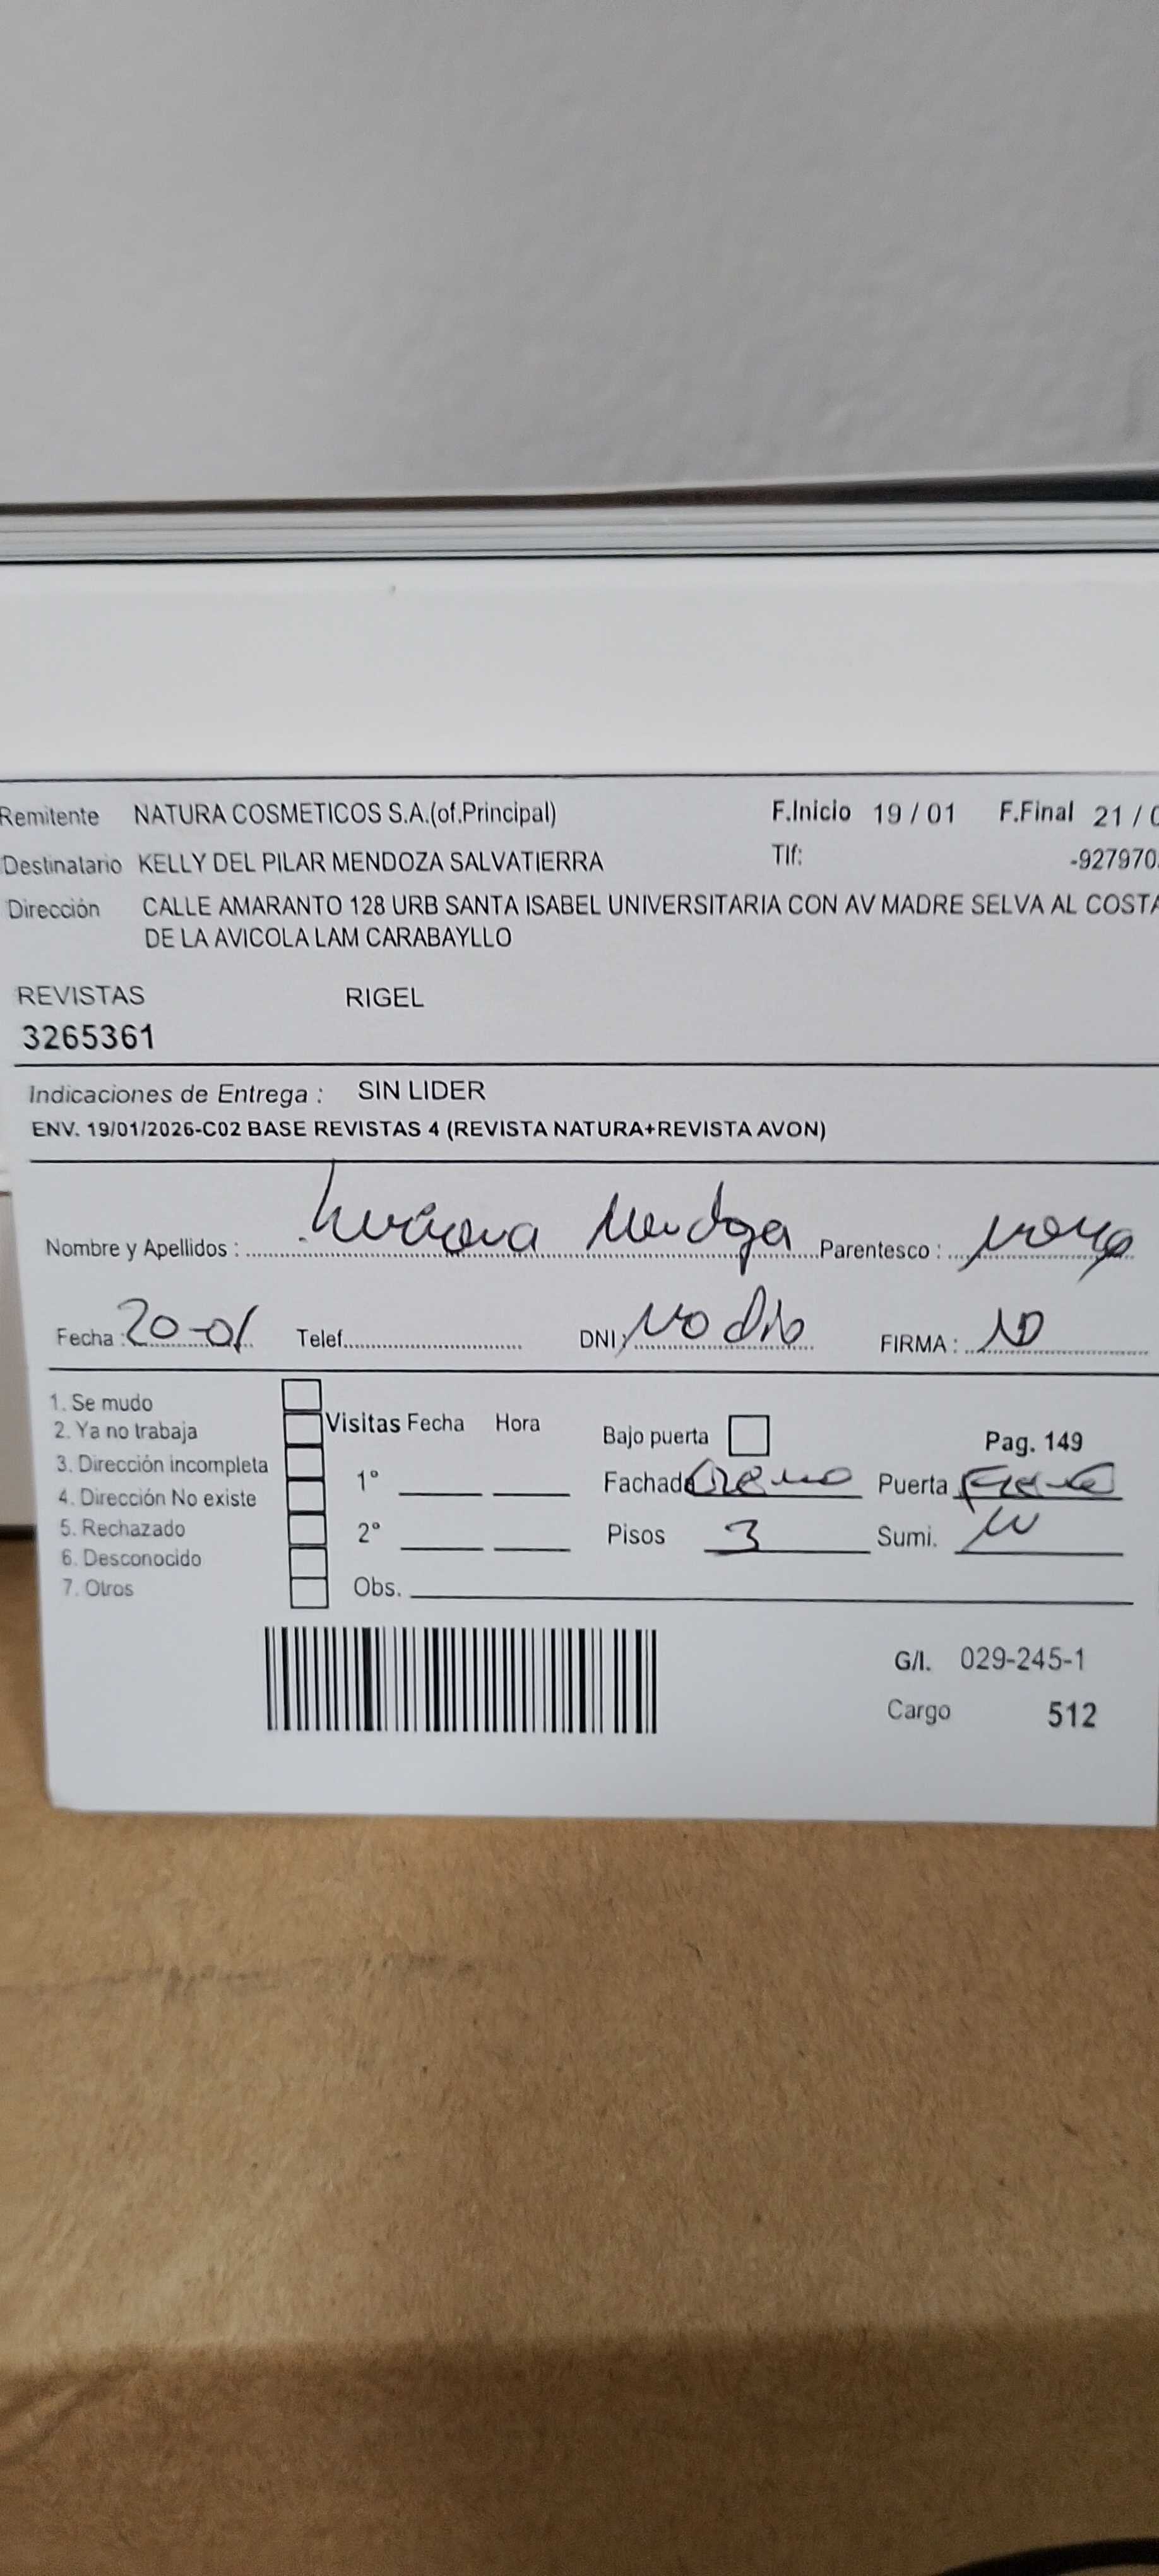 Remitente NATURA COSMETICOS S.A.(of.Principal) F.Inicio 19 / 01 F.Final 21 / 0
Destinatario KELLY DEL PILAR MENDOZA SALVATIERRA Tlf: -927970
Dirección CALLE AMARANTO 128 URB SANTA ISABEL UNIVERSITARIA CON AV MADRE SELVA AL COSTA
DE LA AVICOLA LAM CARABAYLLO
REVISTAS RIGEL
3265361
Indicaciones de Entrega : SIN LIDER
ENV. 19/01/2026-C02 BASE REVISTAS 4 (REVISTA NATURA+REVISTA AVON)
Nombre y Apellidos : Mendoza Parentesco :
Fecha : 20-01 Telef. DNI : NO dio FIRMA : NO
1. Se mudo
2. Ya no trabaja Visitas Fecha Hora Bajo puerta Pag. 149
3. Dirección incompleta
4. Dirección No existe 1° Fachada Puerta
5. Rechazado 2° Pisos 3 Sumi.
6. Desconocido
7. Otros Obs.
G/I. 029-245-1
Cargo 512